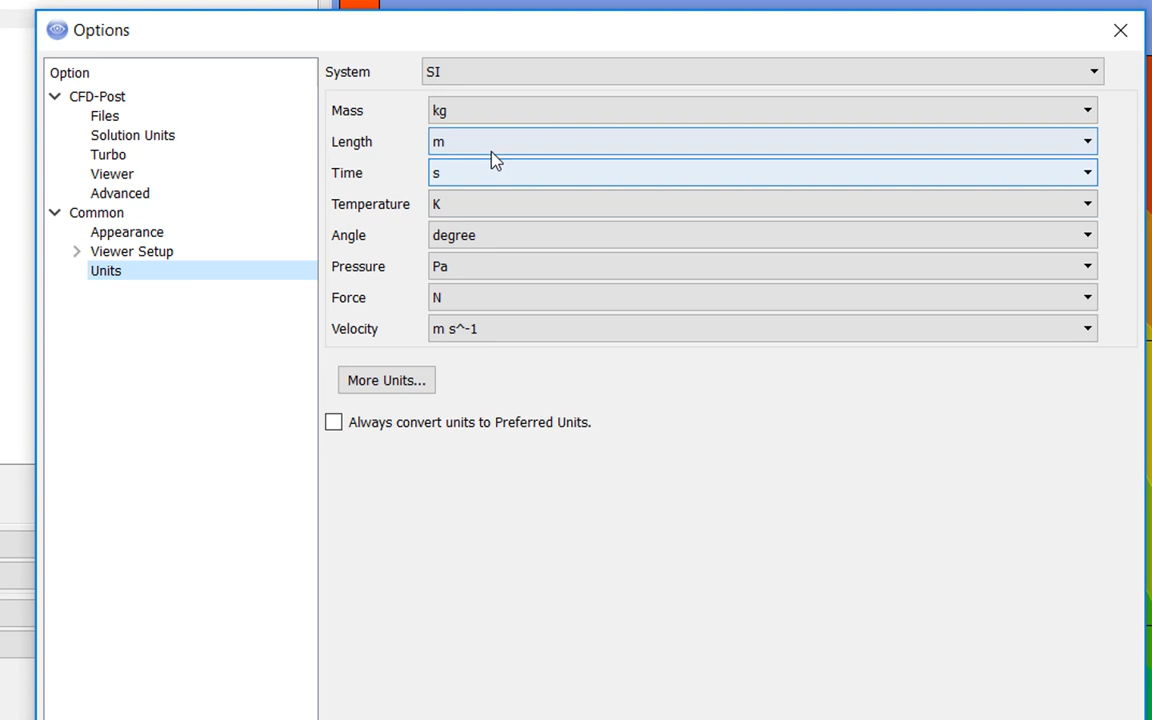 Options
Option
CFD-Post
Files
Solution Units
Turbo
Viewer
Advanced
Common
Appearance
Viewer Setup
Units
System SI
Mass kg
Length m
Time s
Temperature K
Angle degree
Pressure Pa
Force N
Velocity m s^-1
More Units...
Always convert units to Preferred Units.